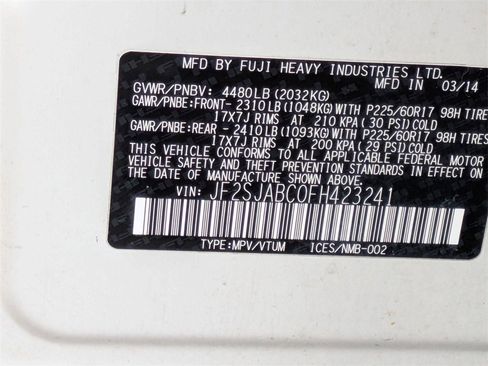 MFD BY FUJI HEAVY INDUSTRIES LTD.
MFD IN 03/14
GVWR/PNBV: 4480LB (2032KG)
GAWR/PNBE:FRONT- 2310LB (1048KG) WITH P225/60R17 98H TIRES
17X7J RIMS AT 210 KPA (30 PSI) COLD
GAWR/PNBE:REAR - 2410LB (1093KG) WITH P225/60R17 98H TIRES
17X7J RIMS AT 200 KPA (29 PSI) COLD
THIS VEHICLE CONFORMS TO ALL APPLICABLE FEDERAL MOTOR
VEHICLE SAFETY STANDARDS IN EFFECT ON
THE DATE OF MANUFACTURE SHOWN ABOVE.
VIN: JF2SJABC0FH423241
TYPE:MPV/VTUM ICES/NMB-002